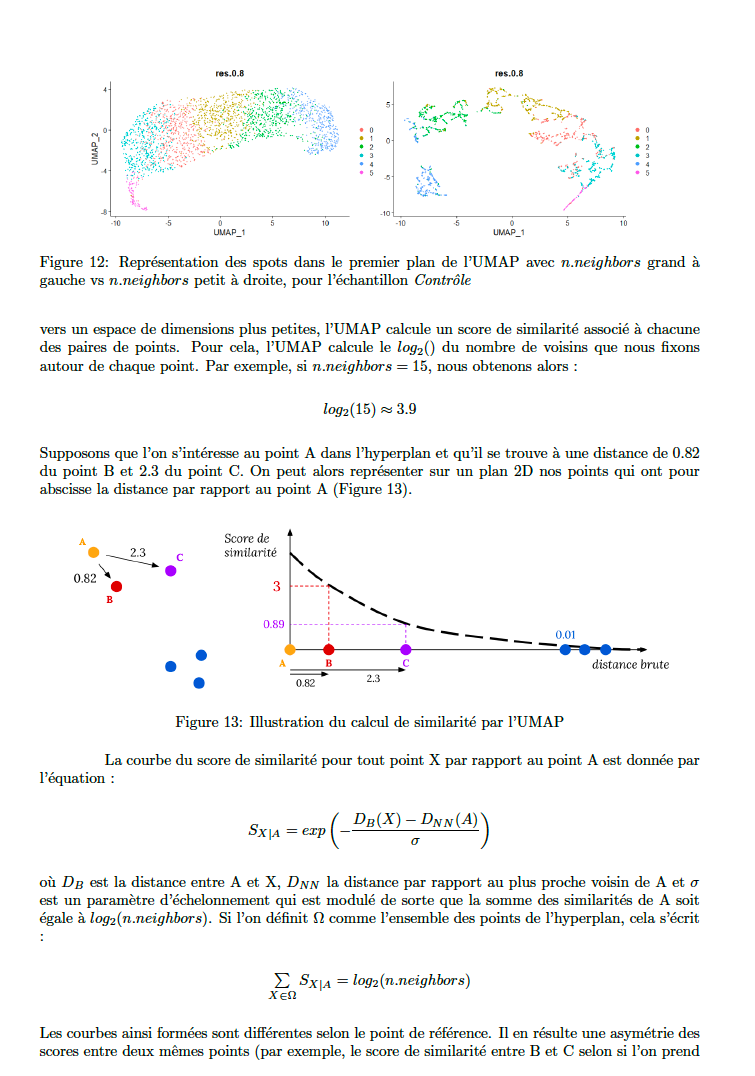 res.0.8
res.0.8
4
0
-4
-8
UMAP_2
-10
-5
0
5
10
UMAP_1
0
1
2
3
4
5
5
0
-5
-10
-10
-5
0
5
10
UMAP_1
0
1
2
3
4
5
Figure 12: Représentation des spots dans le premier plan de l'UMAP avec n.neighbors grand à
gauche vs n.neighbors petit à droite, pour l'échantillon Contrôle
vers un espace de dimensions plus petites, l'UMAP calcule un score de similarité associé à chacune
des paires de points. Pour cela, l'UMAP calcule le log₂() du nombre de voisins que nous fixons
autour de chaque point. Par exemple, si n.neighbors = 15, nous obtenons alors :
log₂(15) ≈ 3.9
Supposons que l'on s'intéresse au point A dans l'hyperplan et qu'il se trouve à une distance de 0.82
du point B et 2.3 du point C. On peut alors représenter sur un plan 2D nos points qui ont pour
abscisse la distance par rapport au point A (Figure 13).
A
2.3
C
0.82
B
Score de
similarité
3
0.89
0.01
A
B
C
distance brute
0.82
2.3
Figure 13: Illustration du calcul de similarité par l'UMAP
La courbe du score de similarité pour tout point X par rapport au point A est donnée par
l'équation :
S_{X|A} = exp(−(D_B(X) − D_{NN}(A))/σ)
où D_B est la distance entre A et X, D_{NN} la distance par rapport au plus proche voisin de A et σ
est un paramètre d'échelonnement qui est modulé de sorte que la somme des similarités de A soit
égale à log₂(n.neighbors). Si l'on définit Ω comme l'ensemble des points de l'hyperplan, cela s'écrit
:
∑_{X∈Ω} S_{X|A} = log₂(n.neighbors)
Les courbes ainsi formées sont différentes selon le point de référence. Il en résulte une asymétrie des
scores entre deux mêmes points (par exemple, le score de similarité entre B et C selon si l'on prend